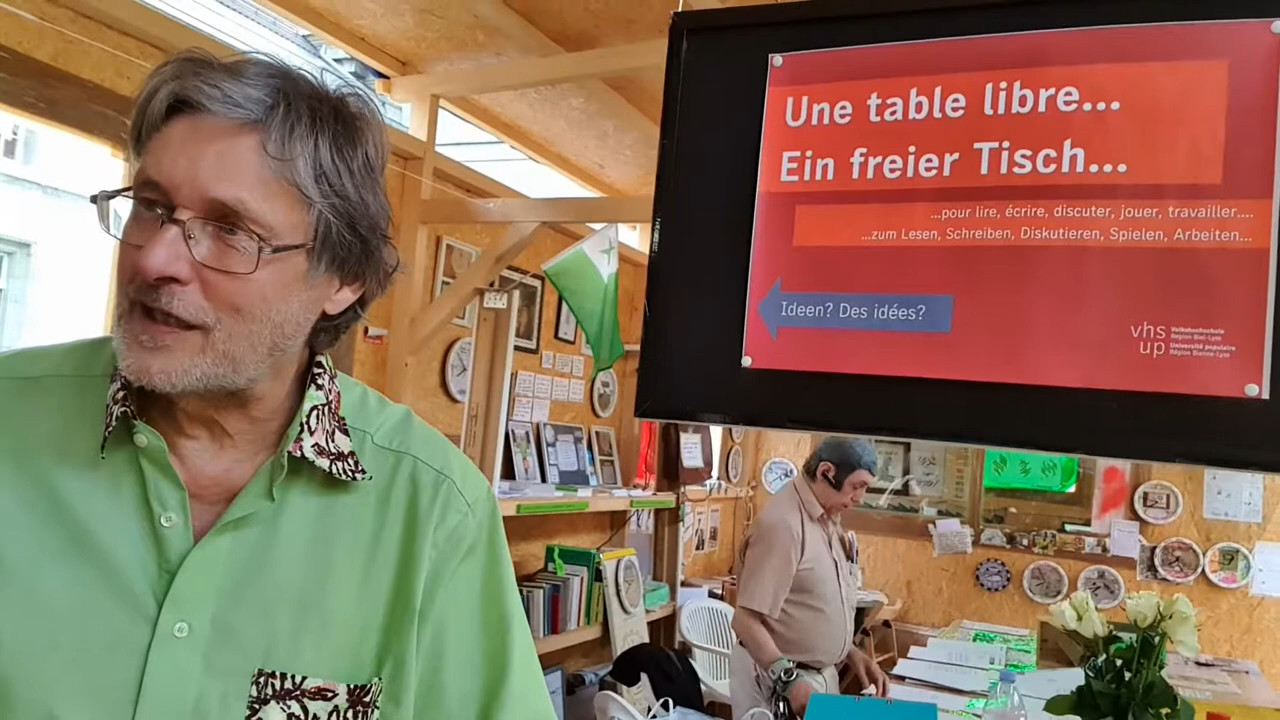 Une table libre...
Ein freier Tisch...
...pour lire, écrire, discuter, jouer, travailler....
...zum Lesen, Schreiben, Diskutieren, Spielen, Arbeiten...
Ideen? Des idées?
vhs
up
Volkshochschule
Region Biel-Lyss
Université populaire
Région Bienne-Lyss